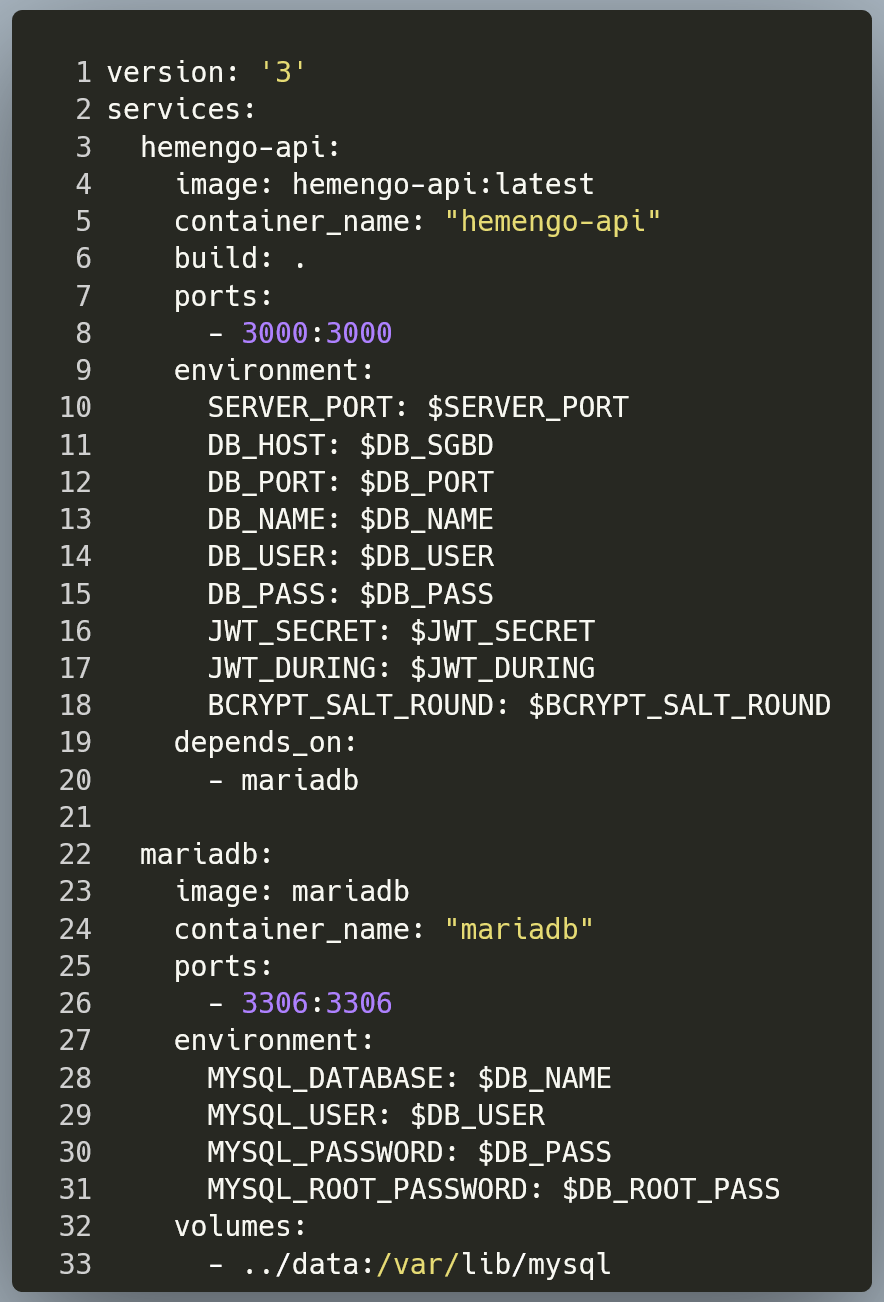 1 version: '3'
2 services:
3   hemengo-api:
4     image: hemengo-api:latest
5     container_name: "hemengo-api"
6     build: .
7     ports:
8       - 3000:3000
9     environment:
10       SERVER_PORT: $SERVER_PORT
11       DB_HOST: $DB_SGBD
12       DB_PORT: $DB_PORT
13       DB_NAME: $DB_NAME
14       DB_USER: $DB_USER
15       DB_PASS: $DB_PASS
16       JWT_SECRET: $JWT_SECRET
17       JWT_DURING: $JWT_DURING
18       BCRYPT_SALT_ROUND: $BCRYPT_SALT_ROUND
19     depends_on:
20       - mariadb
21
22   mariadb:
23     image: mariadb
24     container_name: "mariadb"
25     ports:
26       - 3306:3306
27     environment:
28       MYSQL_DATABASE: $DB_NAME
29       MYSQL_USER: $DB_USER
30       MYSQL_PASSWORD: $DB_PASS
31       MYSQL_ROOT_PASSWORD: $DB_ROOT_PASS
32     volumes:
33       - ../data:/var/lib/mysql